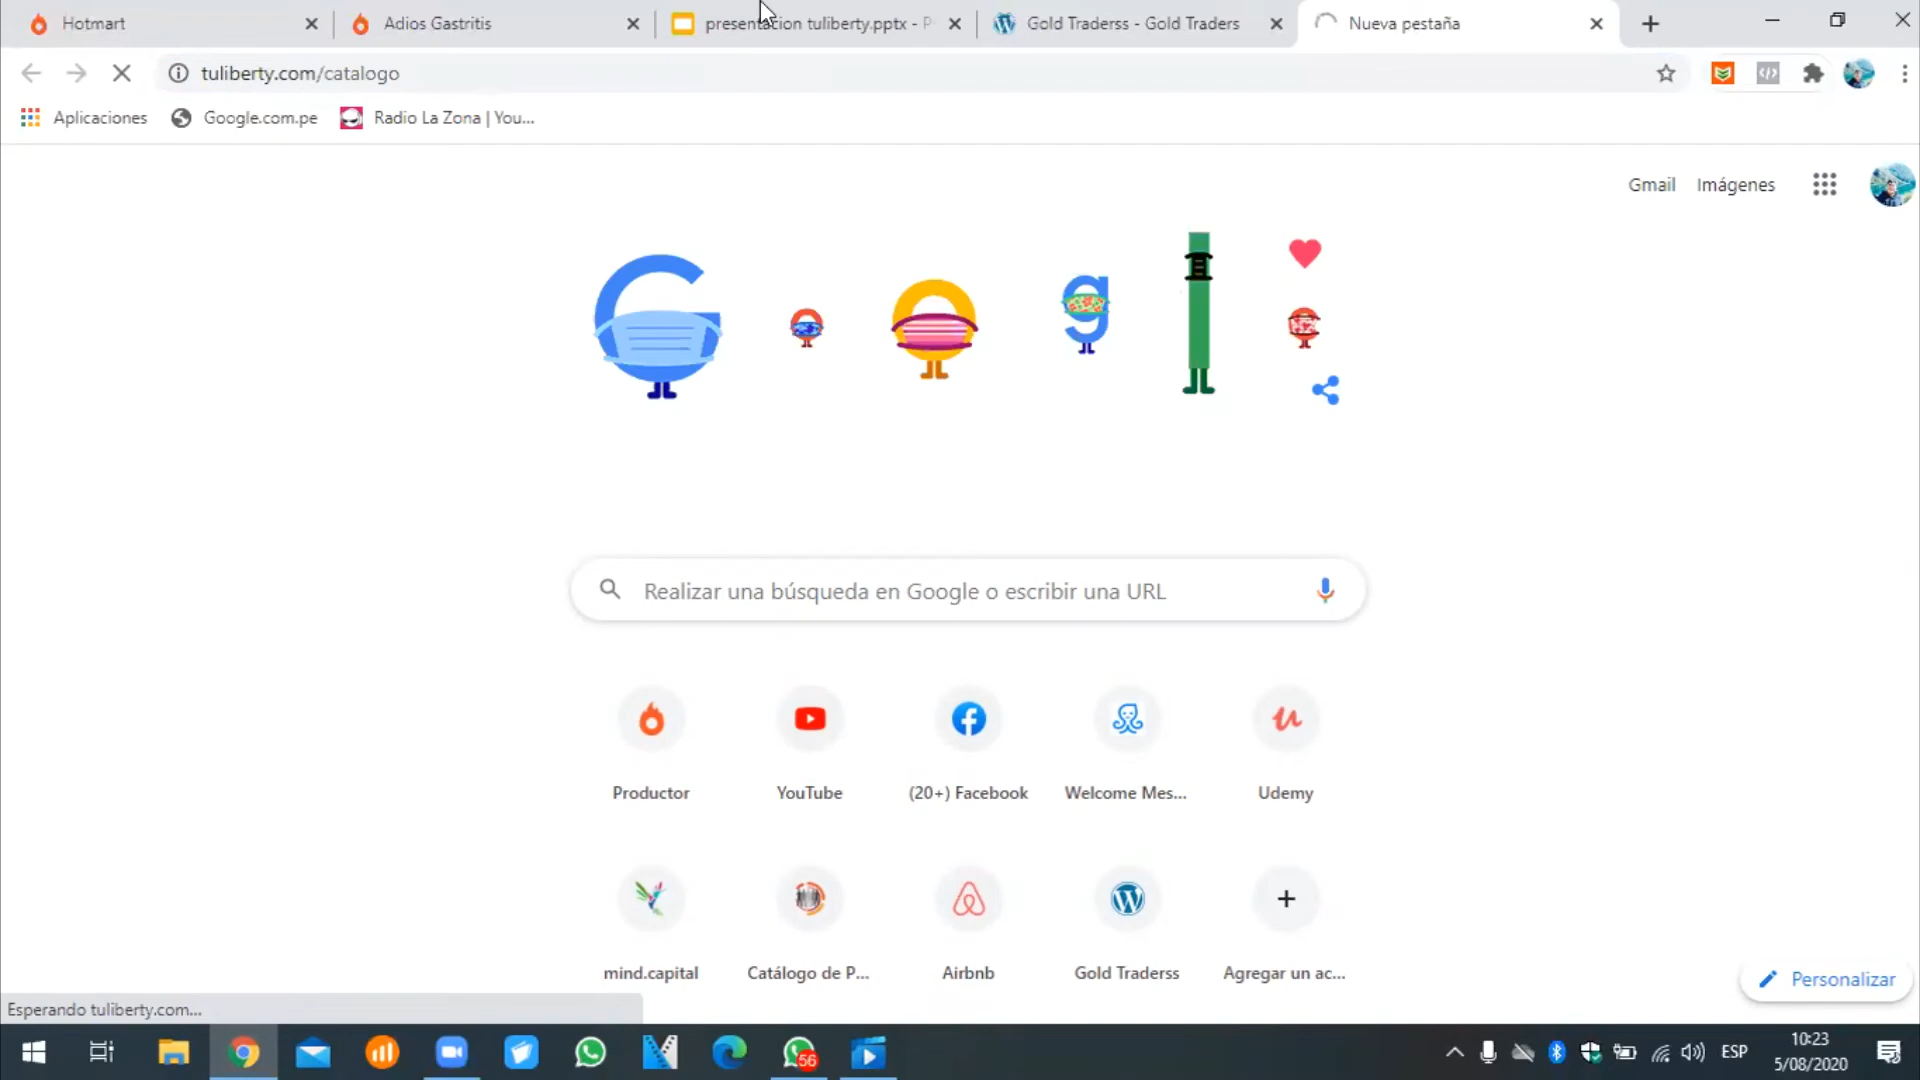 Hotmart
Adios Gastritis
presentacion tuliberty.pptx - P
Gold Traderss - Gold Traders
Nueva pestaña
tuliberty.com/catalogo
Aplicaciones
Google.com.pe
Radio La Zona | You...
Gmail
Imágenes
Realizar una búsqueda en Google o escribir una URL
Productor
YouTube
(20+) Facebook
Welcome Mes...
Udemy
mind.capital
Catálogo de P...
Airbnb
Gold Traderss
Agregar un ac...
Personalizar
Esperando tuliberty.com...
56
ESP
10:23
5/08/2020